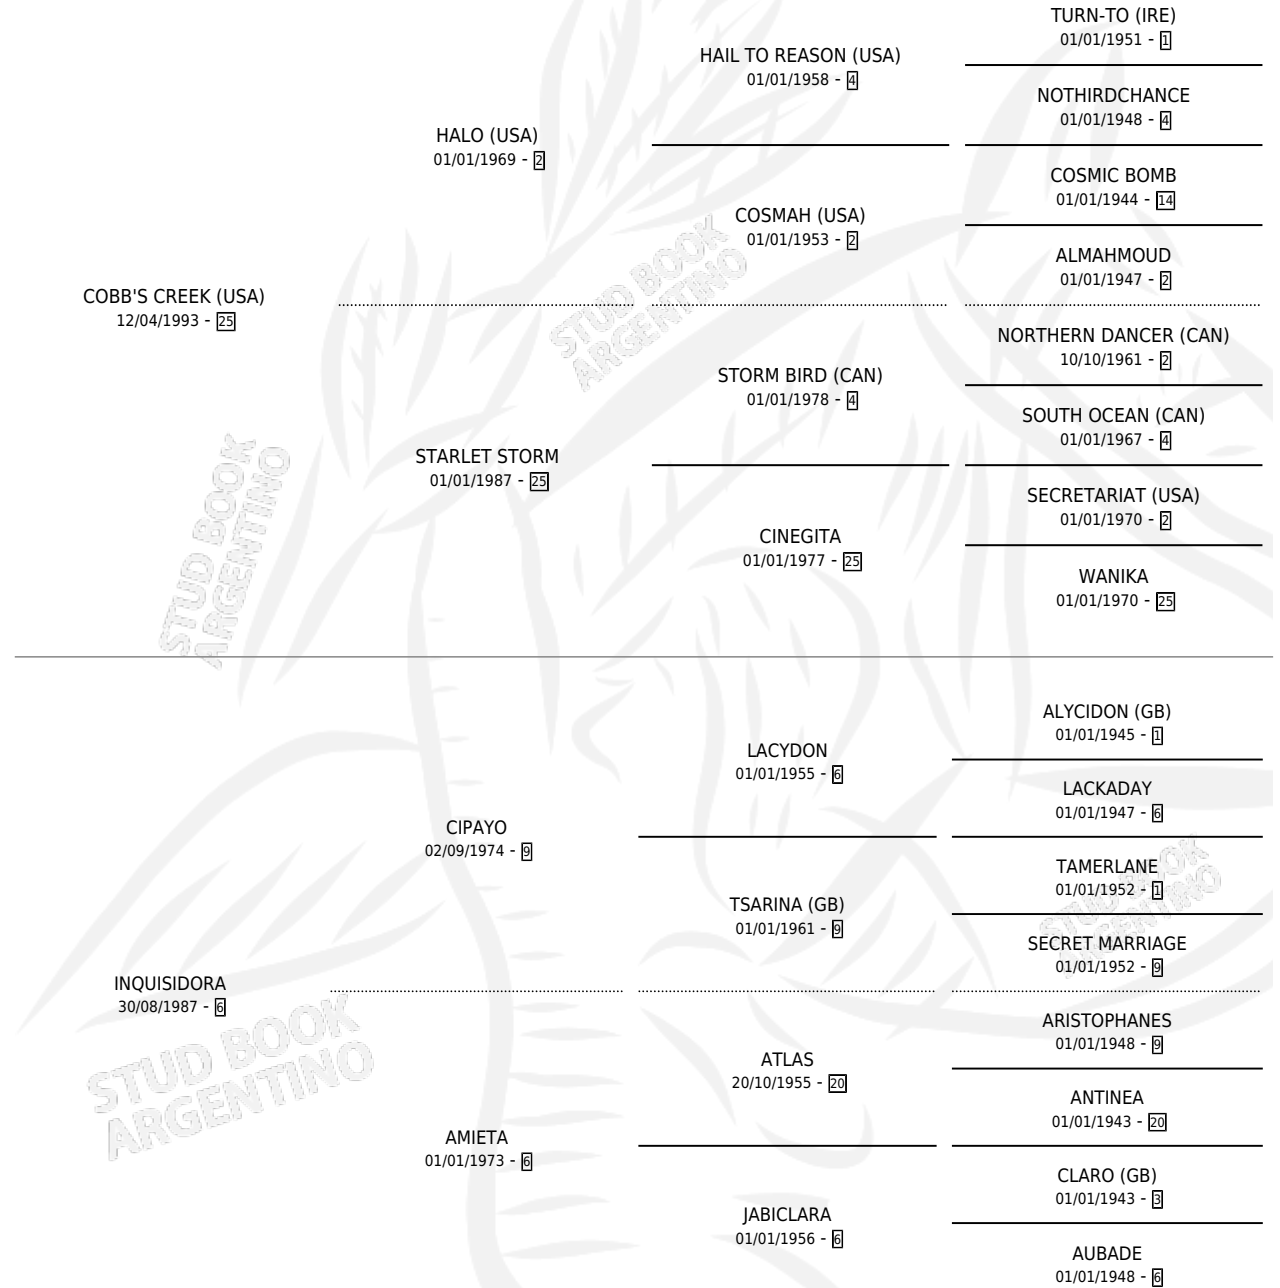 TURN-TO (IRE)
01/01/1951 - 1
HAIL TO REASON (USA)
01/01/1958 - 4
NOTHIRDCHANCE
01/01/1948 - 4
HALO (USA)
01/01/1969 - 2
COSMIC BOMB
01/01/1944 - 14
COSMAH (USA)
01/01/1953 - 2
ALMAHMOUD
01/01/1947 - 2
COBB'S CREEK (USA)
12/04/1993 - 25
NORTHERN DANCER (CAN)
10/10/1961 - 2
STORM BIRD (CAN)
01/01/1978 - 4
SOUTH OCEAN (CAN)
01/01/1967 - 4
STARLET STORM
01/01/1987 - 25
SECRETARIAT (USA)
01/01/1970 - 2
CINEGITA
01/01/1977 - 25
WANIKA
01/01/1970 - 25
ALYCIDON (GB)
01/01/1945 - 1
LACYDON
01/01/1955 - 6
LACKADAY
01/01/1947 - 6
CIPAYO
02/09/1974 - 9
TAMERLANE
01/01/1952 - 1
TSARINA (GB)
01/01/1961 - 9
SECRET MARRIAGE
01/01/1952 - 9
INQUISIDORA
30/08/1987 - 6
ARISTOPHANES
01/01/1948 - 9
ATLAS
20/10/1955 - 20
ANTINEA
01/01/1943 - 20
AMIETA
01/01/1973 - 6
CLARO (GB)
01/01/1943 - 3
JABICLARA
01/01/1956 - 6
AUBADE
01/01/1948 - 6
STUD BOOK
ARGENTINO
STUD BOOK
ARGENTINO
STUD BOOK
ARGENTINO
STUD BOOK
ARGENTINO